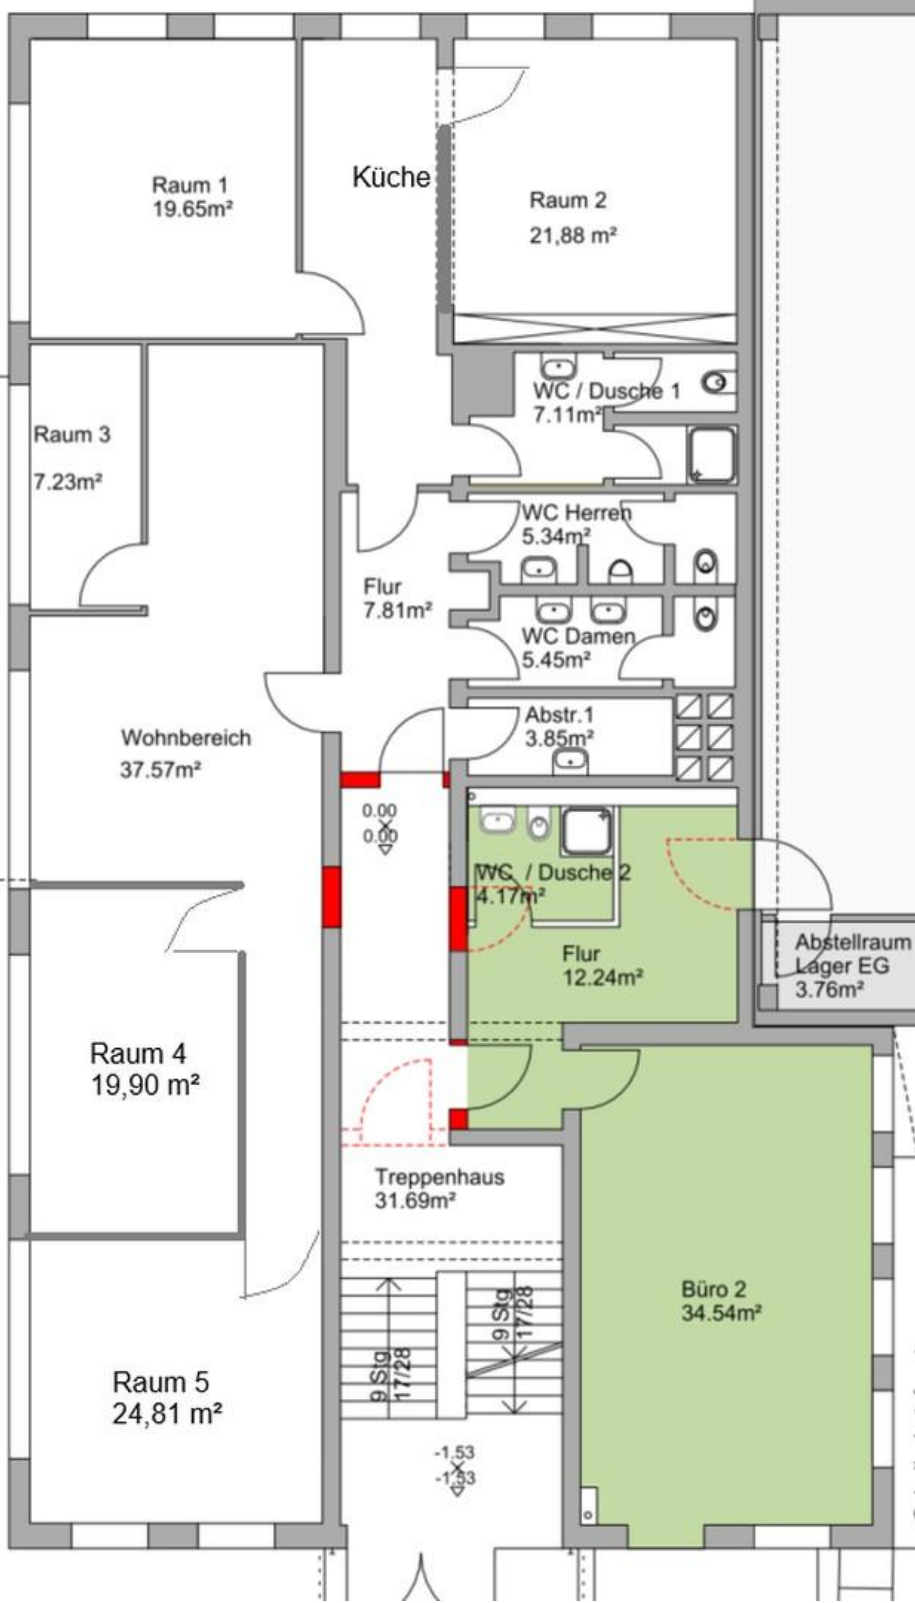 Raum 1
19.65m²
Küche
Raum 2
21,88 m²
Raum 3
7.23m²
WC / Dusche 1
7.11m²
WC Herren
5.34m²
Flur
7.81m²
WC Damen
5.45m²
Abstr.1
3.85m²
Wohnbereich
37.57m²
0.00
0.00
WC / Dusche 2
4.17m²
Flur
12.24m²
Abstellraum
Lager EG
3.76m²
Raum 4
19,90 m²
Treppenhaus
31.69m²
9 Stg
17/28
9 Stg
17/28
Büro 2
34.54m²
Raum 5
24,81 m²
-1.53
-1.53